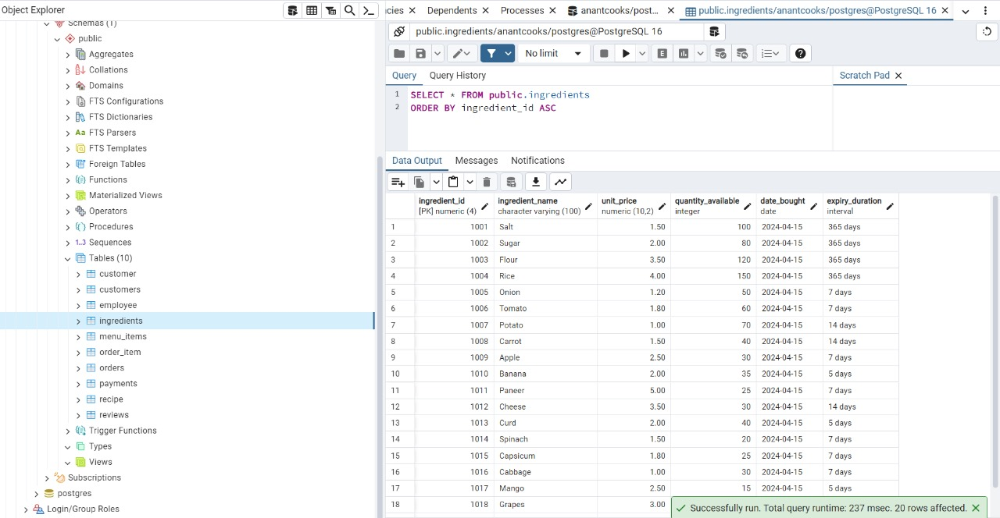 Object Explorer
Schemas (1)
public
Aggregates
Collations
Domains
FTS Configurations
FTS Dictionaries
Aa FTS Parsers
FTS Templates
Foreign Tables
Functions
Materialized Views
Operators
Procedures
1..3 Sequences
Tables (10)
customer
customers
employee
ingredients
menu_items
order_item
orders
payments
recipe
reviews
Trigger Functions
Types
Views
Subscriptions
postgres
Login/Group Roles
Dependents Processes anantcooks/post... public.ingredients/anantcooks/postgres@PostgreSQL 16
public.ingredients/anantcooks/postgres@PostgreSQL 16
No limit E
Query Query History Scratch Pad
1 SELECT * FROM public.ingredients
2 ORDER BY ingredient_id ASC
Data Output Messages Notifications
ingredient_id ingredient_name unit_price quantity_available date_bought expiry_duration
[PK] numeric (4) character varying (100) numeric (10,2) integer date interval
1 1001 Salt 1.50 100 2024-04-15 365 days
2 1002 Sugar 2.00 80 2024-04-15 365 days
3 1003 Flour 3.50 120 2024-04-15 365 days
4 1004 Rice 4.00 150 2024-04-15 365 days
5 1005 Onion 1.20 50 2024-04-15 7 days
6 1006 Tomato 1.80 60 2024-04-15 7 days
7 1007 Potato 1.00 70 2024-04-15 14 days
8 1008 Carrot 1.50 40 2024-04-15 14 days
9 1009 Apple 2.50 30 2024-04-15 7 days
10 1010 Banana 2.00 35 2024-04-15 5 days
11 1011 Paneer 5.00 25 2024-04-15 7 days
12 1012 Cheese 3.50 30 2024-04-15 14 days
13 1013 Curd 2.00 40 2024-04-15 5 days
14 1014 Spinach 1.50 20 2024-04-15 7 days
15 1015 Capsicum 1.80 25 2024-04-15 7 days
16 1016 Cabbage 1.00 30 2024-04-15 7 days
17 1017 Mango 2.50 15 2024-04-15 5 days
18 1018 Grapes 3.00
Successfully run. Total query runtime: 237 msec. 20 rows affected.